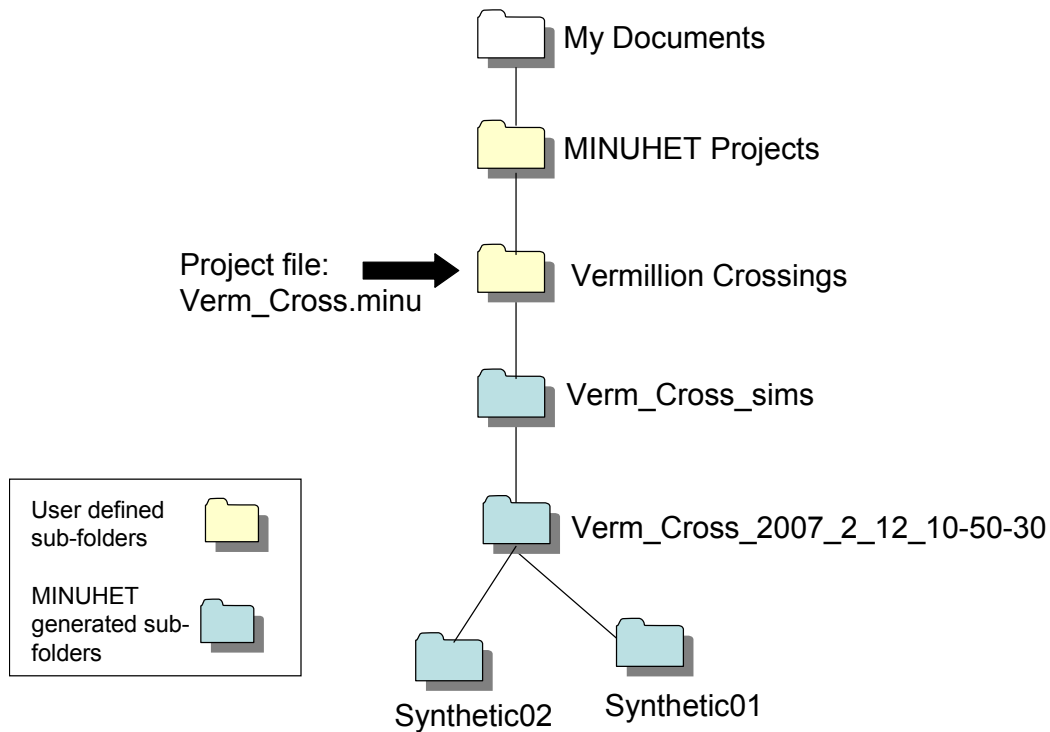 My Documents
MINUHET Projects
Project file:
Verm_Cross.minu
Vermillion Crossings
Verm_Cross_sims
User defined
sub-folders
Verm_Cross_2007_2_12_10-50-30
MINUHET
generated sub-
folders
Synthetic02
Synthetic01